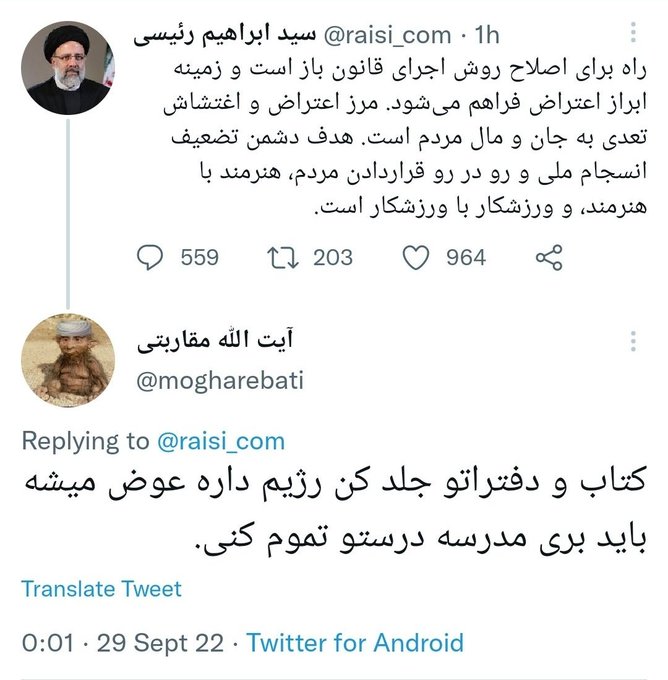 سید ابراهیم رئیسی @raisi_com · 1h
راه برای اصلاح روش اجرای قانون باز است و زمینه
ابراز اعتراض فراهم می‌شود. مرز اعتراض و اغتشاش
تعدی به جان و مال مردم است. هدف دشمن تضعیف
انسجام ملی و رو در رو قراردادن مردم، هنرمند با
هنرمند، و ورزشکار با ورزشکار است.
559 203 964
آیت الله مقاربتی
@mogharebati
Replying to @raisi_com
کتاب و دفتراتو جلد کن رژیم داره عوض میشه
باید بری مدرسه درستو تموم کنی.
Translate Tweet
0:01 · 29 Sept 22 · Twitter for Android